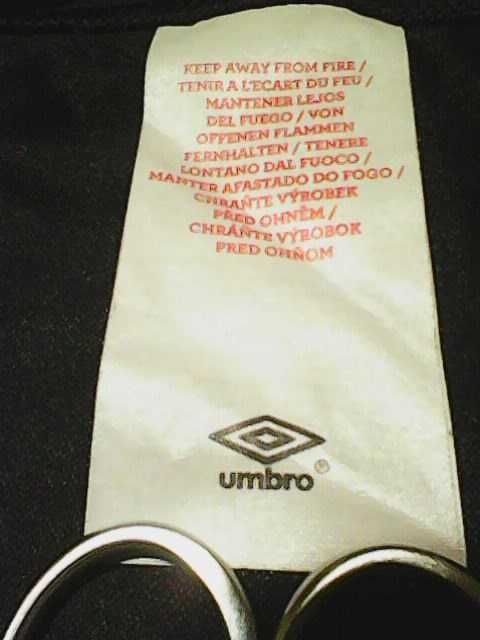 KEEP AWAY FROM FIRE /
TENIR A L'ECART DU FEU /
MANTENER LEJOS
DEL FUEGO / VON
OFFENEN FLAMMEN
FERNHALTEN / TENERE
LONTANO DAL FUOCO /
MANTER AFASTADO DO FOGO /
CHRAŇTE VÝROBEK
PŘED OHNĚM /
CHRÁŇTE VÝROBOK
PRED OHŇOM
umbro®